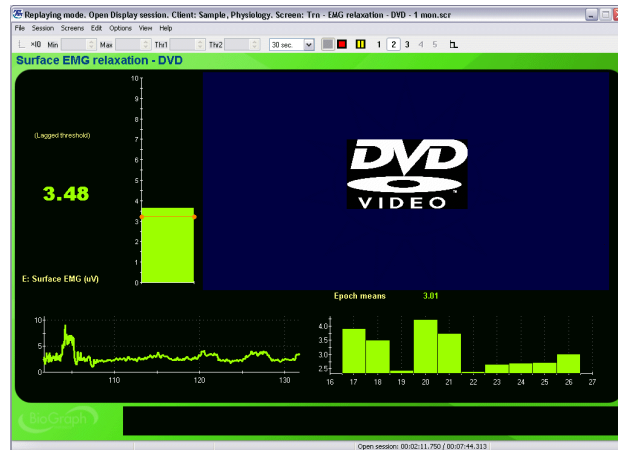 Replaying mode. Open Display session. Client: Sample, Physiology. Screen: Trn - EMG relaxation - DVD - 1 mon.scr
File Session Screens Edit Options View Help
×10 Min Max Thr1 Thr2 30 sec. 1 2 3 4 5
Surface EMG relaxation - DVD
(Lagged threshold)
3.48
E: Surface EMG (uV)
10
9
8
7
6
5
4
3
2
1
0
DVD
VIDEO
Epoch means 3.01
10
5
0
110 120 130
4.0
3.5
3.0
2.5
16 17 18 19 20 21 22 23 24 25 26 27
BioGraph
Open session: 00:02:11.750 / 00:07:44.313